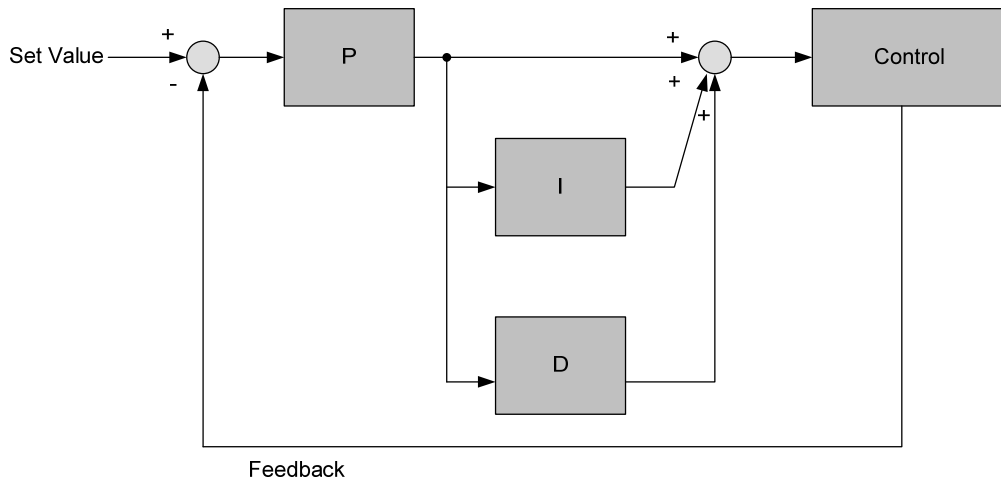 +
Set Value
-
P
+
+
+
Control
I
D
Feedback